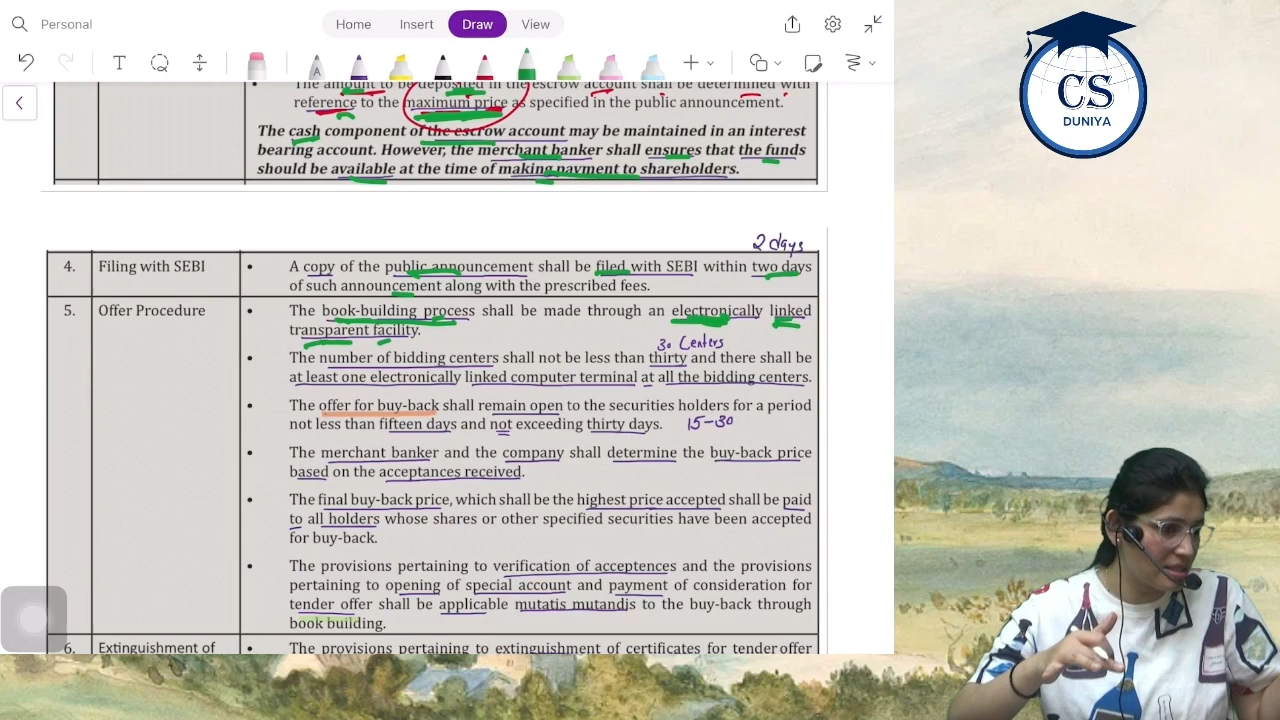 Personal
Home Insert Draw View
The amount to be deposited in the escrow account shall be determined with
reference to the maximum price as specified in the public announcement.
The cash component of the escrow account may be maintained in an interest
bearing account. However, the merchant banker shall ensures that the funds
should be available at the time of making payment to shareholders.
2 days
4. Filing with SEBI • A copy of the public announcement shall be filed with SEBI within two days
of such announcement along with the prescribed fees.
5. Offer Procedure • The book-building process shall be made through an electronically linked
transparent facility.
30 Centers
• The number of bidding centers shall not be less than thirty and there shall be
at least one electronically linked computer terminal at all the bidding centers.
• The offer for buy-back shall remain open to the securities holders for a period
not less than fifteen days and not exceeding thirty days. 15-30
• The merchant banker and the company shall determine the buy-back price
based on the acceptances received.
• The final buy-back price, which shall be the highest price accepted shall be paid
to all holders whose shares or other specified securities have been accepted
for buy-back.
• The provisions pertaining to verification of acceptences and the provisions
pertaining to opening of special account and payment of consideration for
tender offer shall be applicable mutatis mutandis to the buy-back through
book building.
6. Extinguishment of • The provisions pertaining to extinguishment of certificates for tender offer
CS
DUNIYA